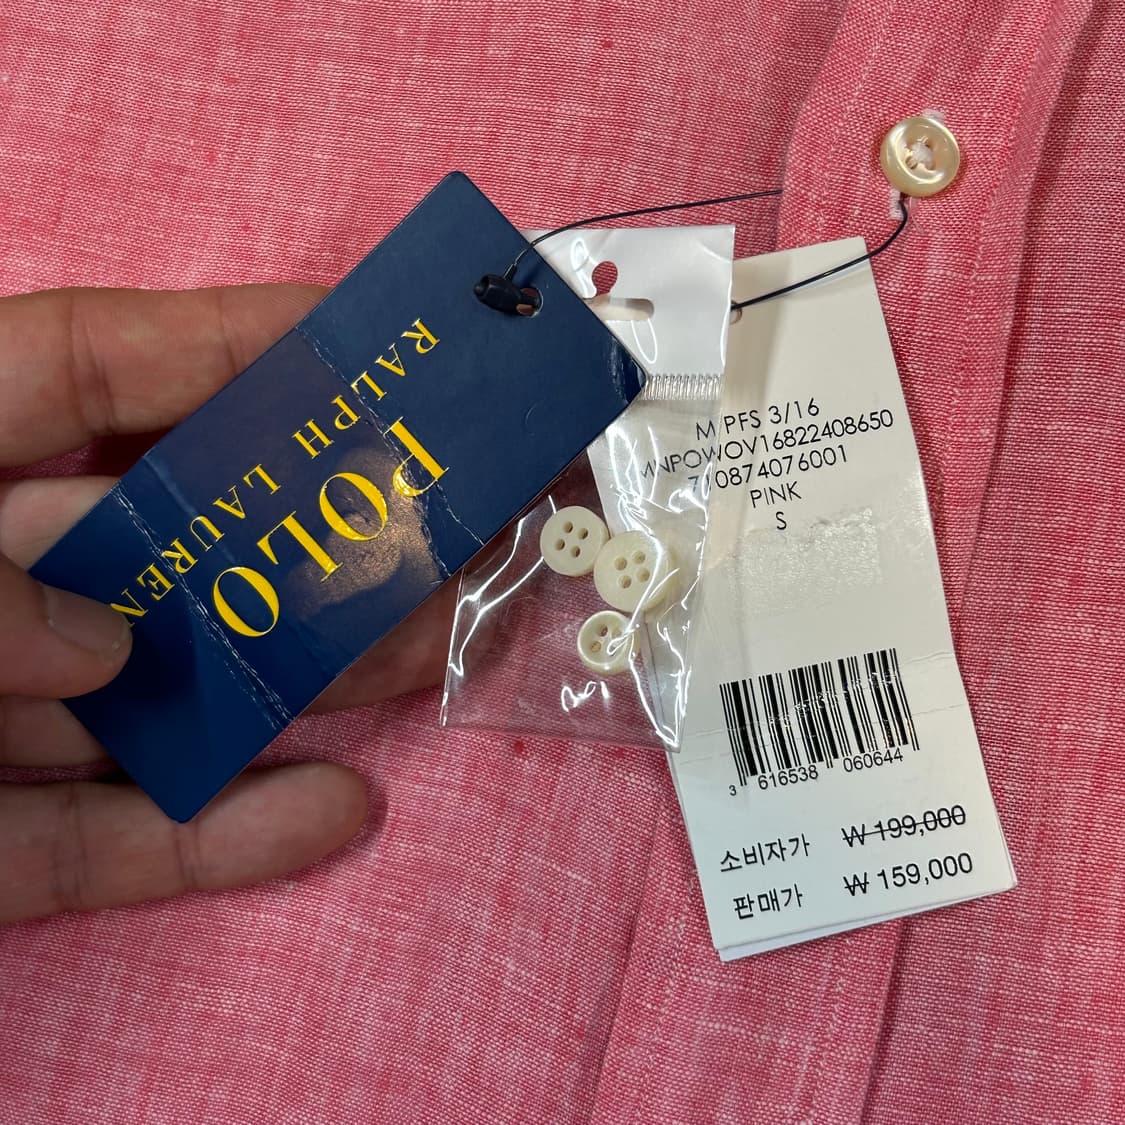 POLO
RALPH LAUREN
M PFS 3/16
MNPOWOV16822408650
710874076001
PINK
S
3 616538 060644
소비자가 ₩ 199,000
판매가 ₩ 159,000